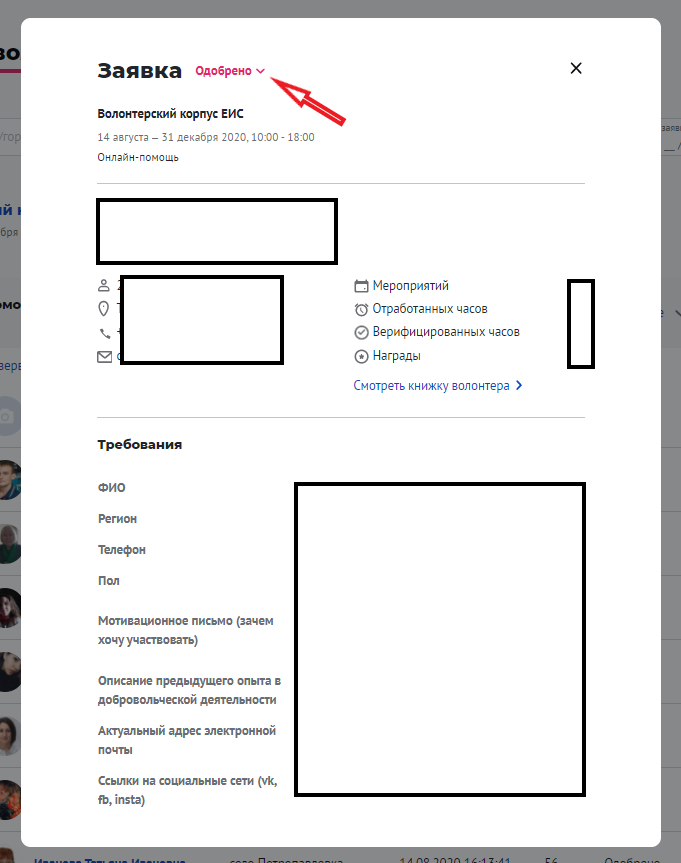 Заявка Одобрено
Волонтерский корпус ЕИС
14 августа – 31 декабря 2020, 10:00 - 18:00
Онлайн-помощь
Мероприятий
Отработанных часов
Верифицированных часов
Награды
Смотреть книжку волонтера
Требования
ФИО
Регион
Телефон
Пол
Мотивационное письмо (зачем
хочу участвовать)
Описание предыдущего опыта в
добровольческой деятельности
Актуальный адрес электронной
почты
Ссылки на социальные сети (vk,
fb, insta)